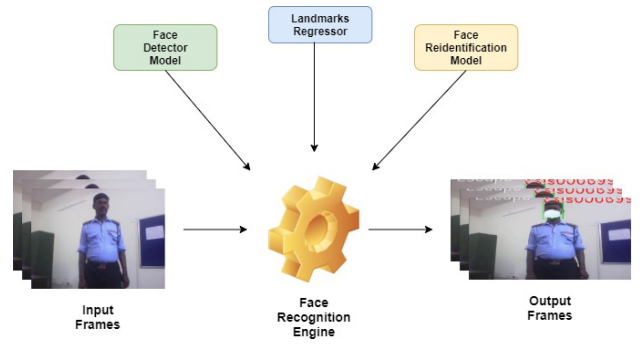 Face
Detector
Model
Landmarks
Regressor
Face
Reidentification
Model
Input
Frames
Face
Recognition
Engine
Output
Frames